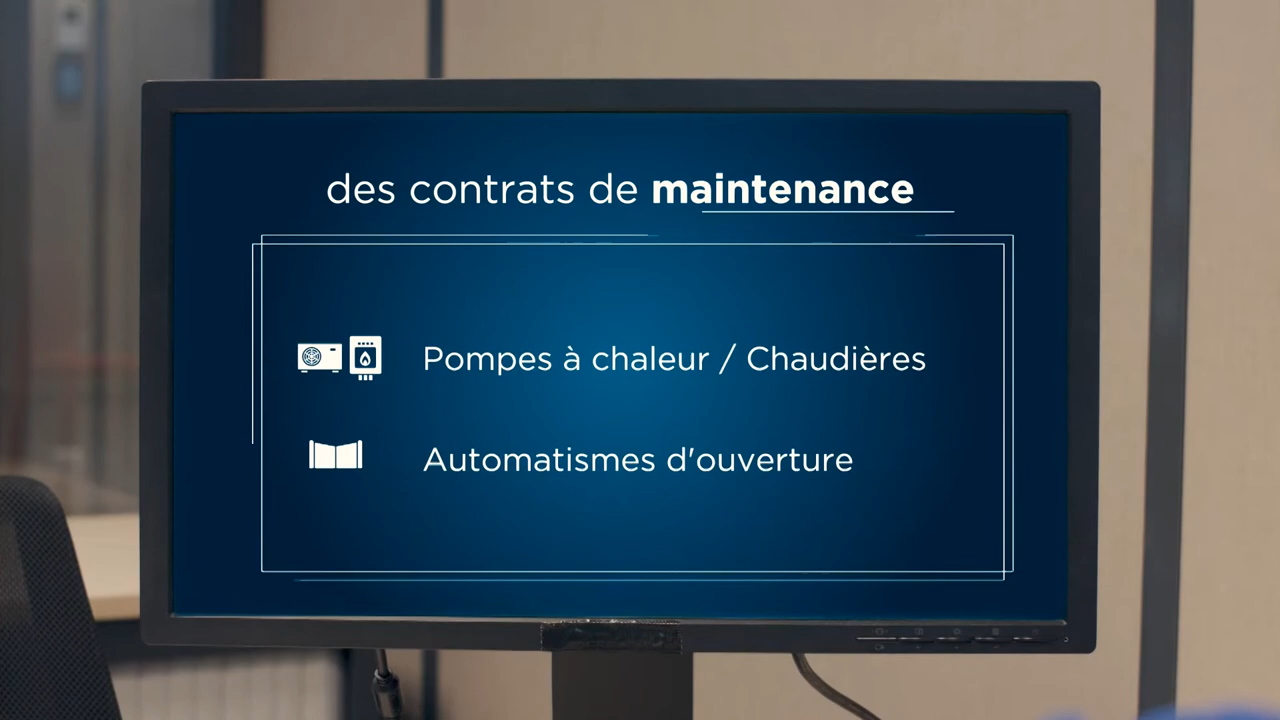 des contrats de maintenance
Pompes à chaleur / Chaudières
Automatismes d'ouverture